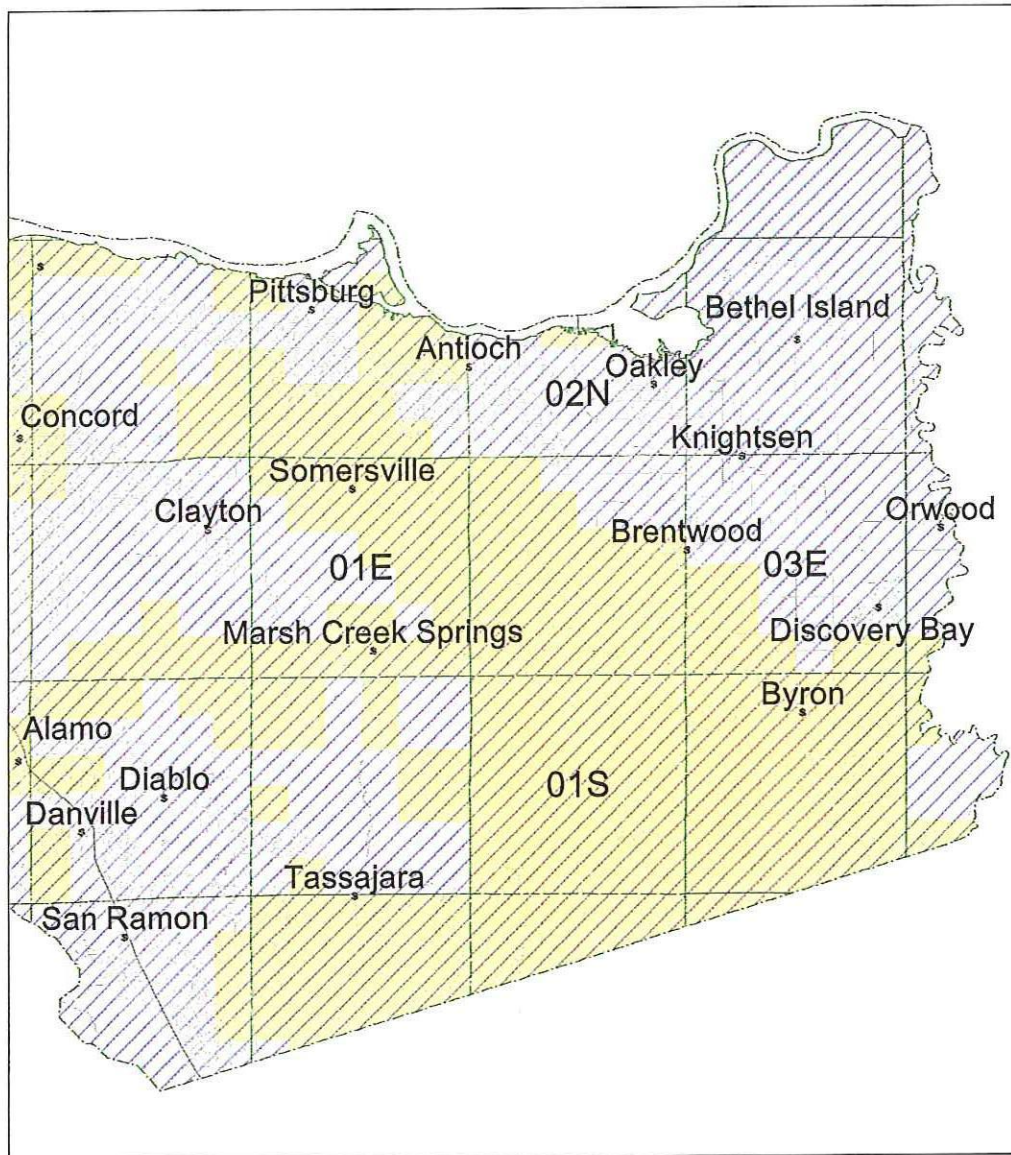 Pittsburg
Bethel Island
Antioch
Oakley
02N
Concord
Knightsen
Somersville
Clayton
Orwood
Brentwood
01E
03E
Marsh Creek Springs
Discovery Bay
Byron
Alamo
Diablo
01S
Danville
Tassajara
San Ramon